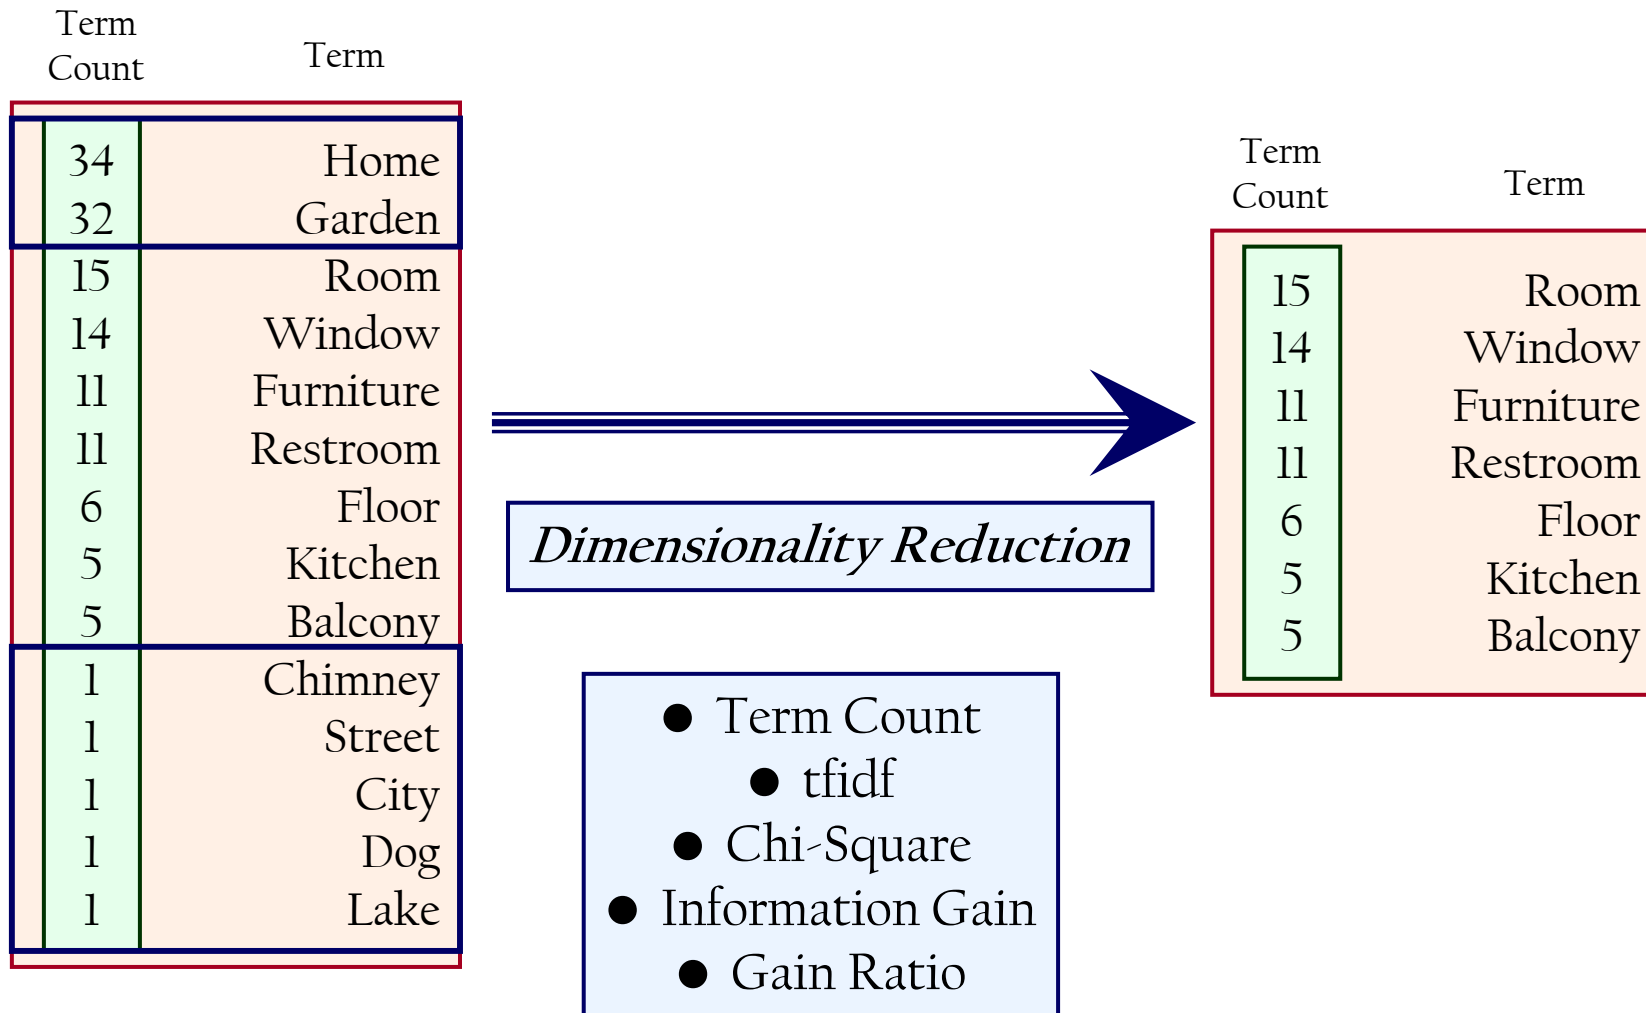 Term
Count
Term
34 Home
32 Garden
15 Room
14 Window
11 Furniture
11 Restroom
6 Floor
5 Kitchen
5 Balcony
1 Chimney
1 Street
1 City
1 Dog
1 Lake
Dimensionality Reduction
● Term Count
● tfidf
● Chi-Square
● Information Gain
● Gain Ratio
Term
Count
Term
15 Room
14 Window
11 Furniture
11 Restroom
6 Floor
5 Kitchen
5 Balcony